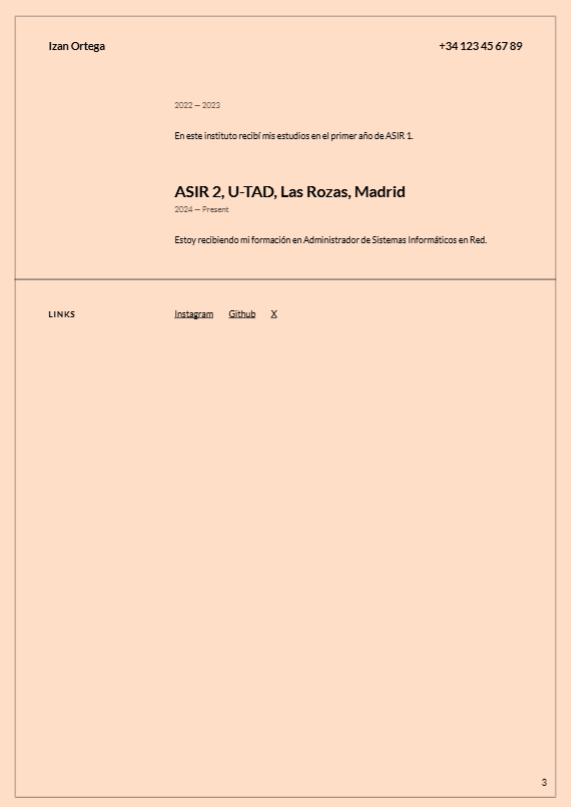 Izan Ortega +34 123 45 67 89
2022 — 2023
En este instituto recibí mis estudios en el primer año de ASIR 1.
ASIR 2, U-TAD, Las Rozas, Madrid
2024 — Present
Estoy recibiendo mi formación en Administrador de Sistemas Informáticos en Red.
LINKS Instagram Github X
3